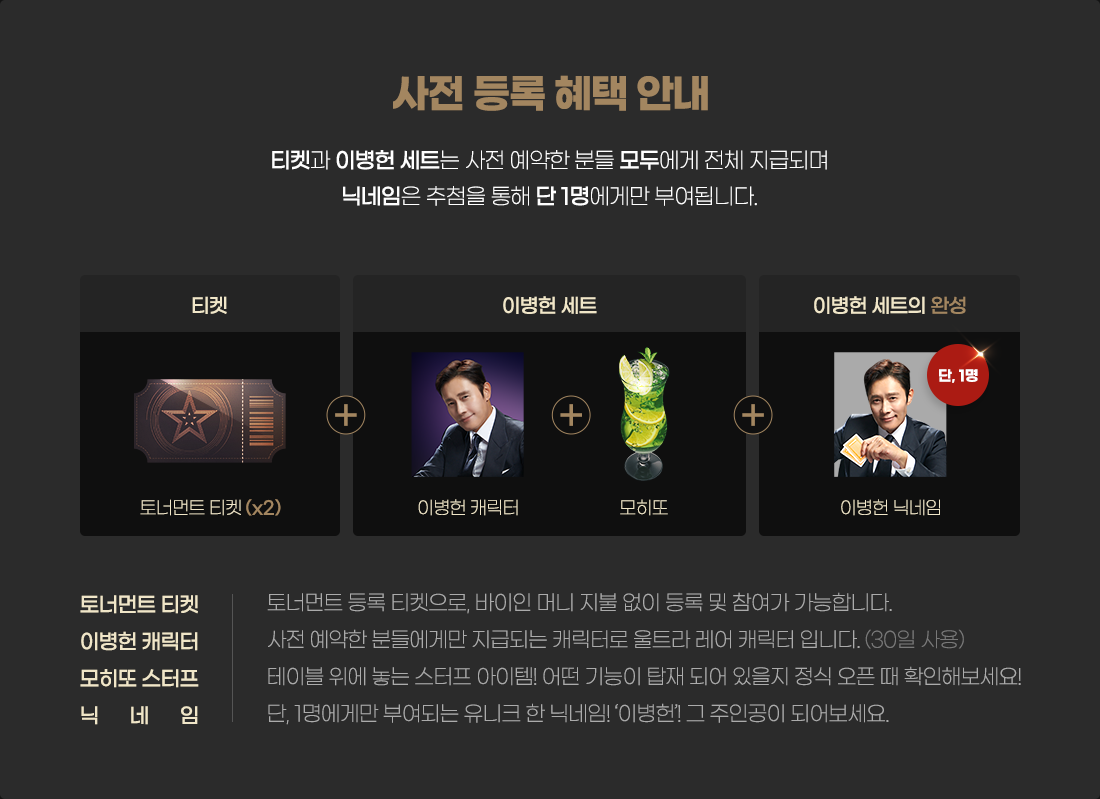 사전 등록 혜택 안내
티켓과 이병헌 세트는 사전 예약한 분들 모두에게 전체 지급되며
닉네임은 추첨을 통해 단 1명에게만 부여됩니다.
티켓
이병헌 세트
이병헌 세트의 완성
단, 1명
토너먼트 티켓 (x2)
이병헌 캐릭터
모히또
이병헌 닉네임
토너먼트 티켓 토너먼트 등록 티켓으로, 바이인 머니 지불 없이 등록 및 참여가 가능합니다.
이병헌 캐릭터 사전 예약한 분들에게만 지급되는 캐릭터로 울트라 레어 캐릭터 입니다. (30일 사용)
모히또 스터프 테이블 위에 놓는 스터프 아이템! 어떤 기능이 탑재 되어 있을지 정식 오픈 때 확인해보세요!
닉 네 임 단, 1명에게만 부여되는 유니크 한 닉네임! ‘이병헌’! 그 주인공이 되어보세요.